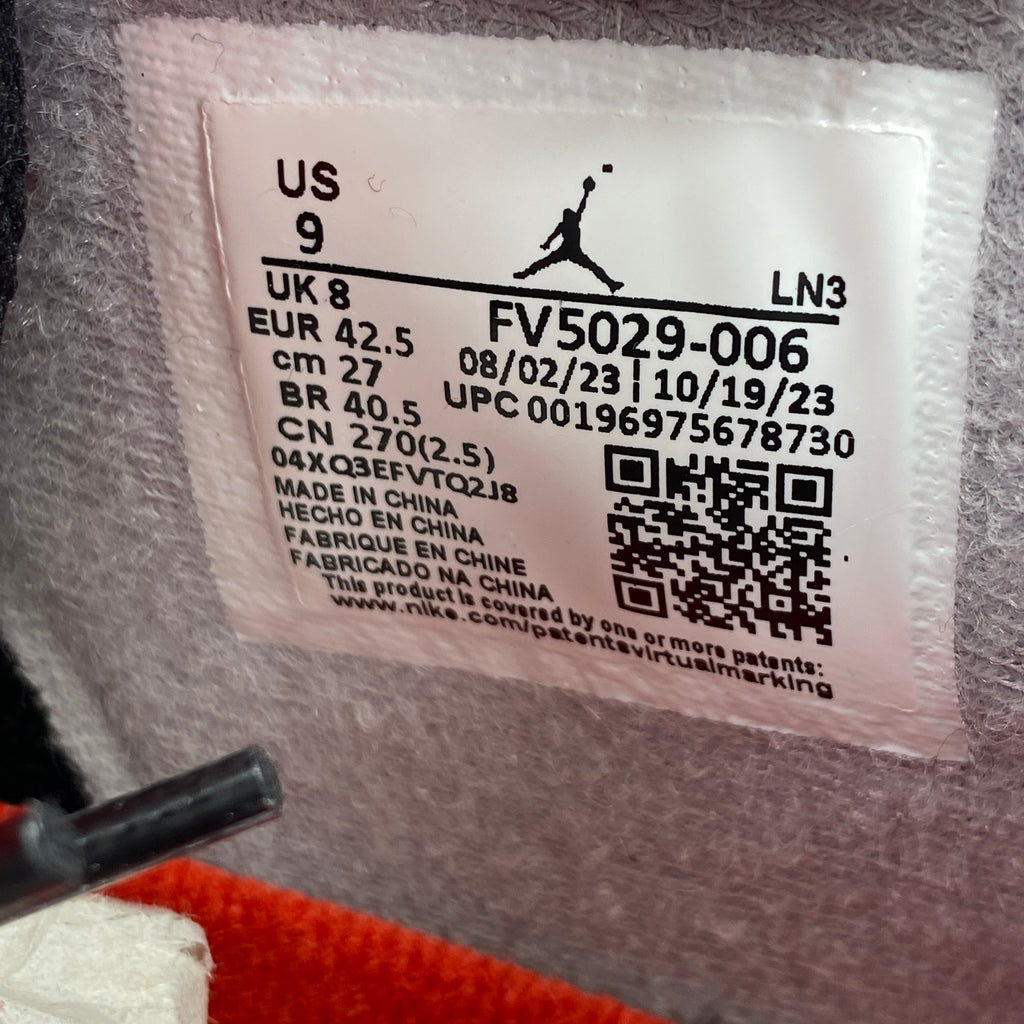 US
9
LN3
UK 8
FV5029-006
EUR 42.5
08/02/23 | 10/19/23
cm 27
UPC 00196975678730
BR 40.5
CN 270(2.5)
04XQ3EFVTQ2J8
MADE IN CHINA
HECHO EN CHINA
FABRIQUE EN CHINE
FABRICADO NA CHINA
This product is covered by one or more patents:
www.nike.com/patentsvirtualmarking